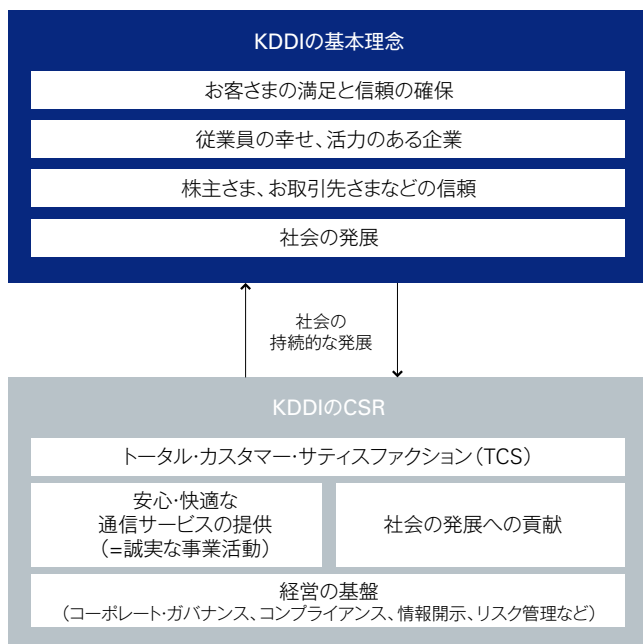 KDDIの基本理念
お客さまの満足と信頼の確保
従業員の幸せ、活力のある企業
株主さま、お取引先さまなどの信頼
社会の発展
社会の
持続的な発展
KDDIのCSR
トータル・カスタマー・サティスファクション（TCS）
安心・快適な
通信サービスの提供
（=誠実な事業活動）
社会の発展への貢献
経営の基盤
（コーポレート・ガバナンス、コンプライアンス、情報開示、リスク管理など）